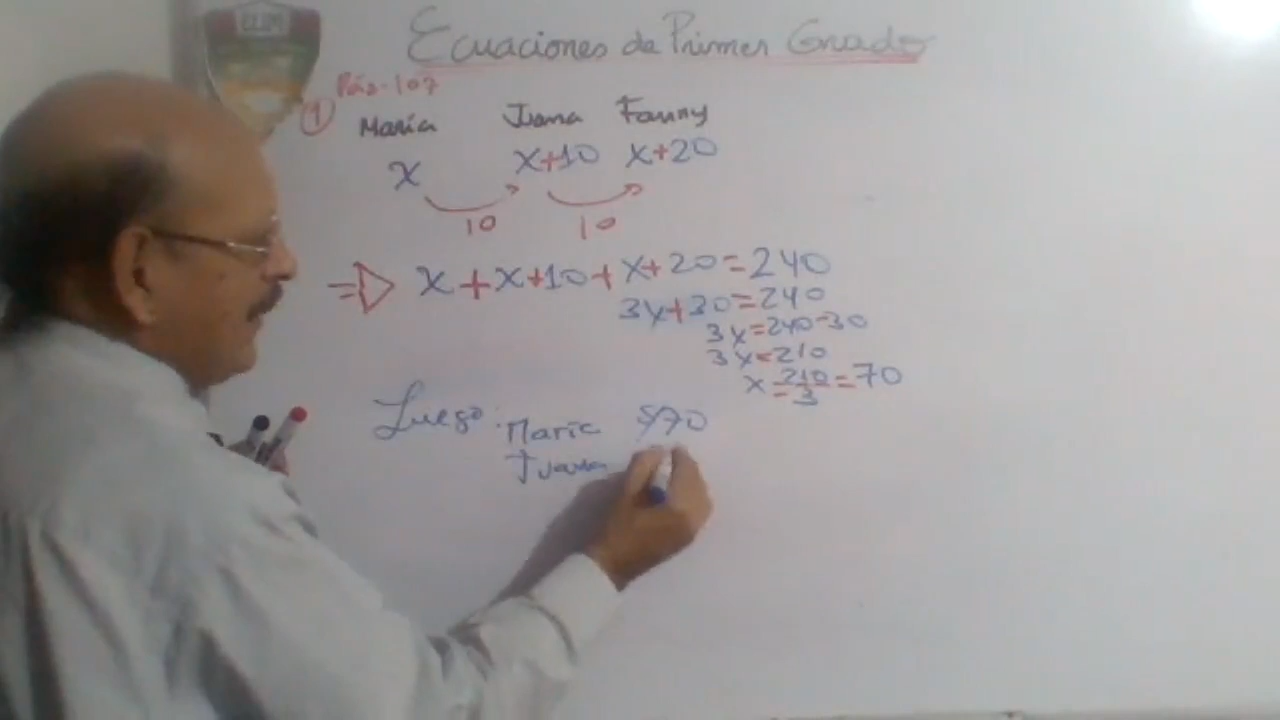 Ecuaciones de Primer Grado
Pág. 107
1 María Juana Fanny
x x+10 x+20
10 10
⇒ x + x+10 + x+20 = 240
3x+30=240
3x=240-30
3x=210
x=210/3=70
Luego: María $70
Juana